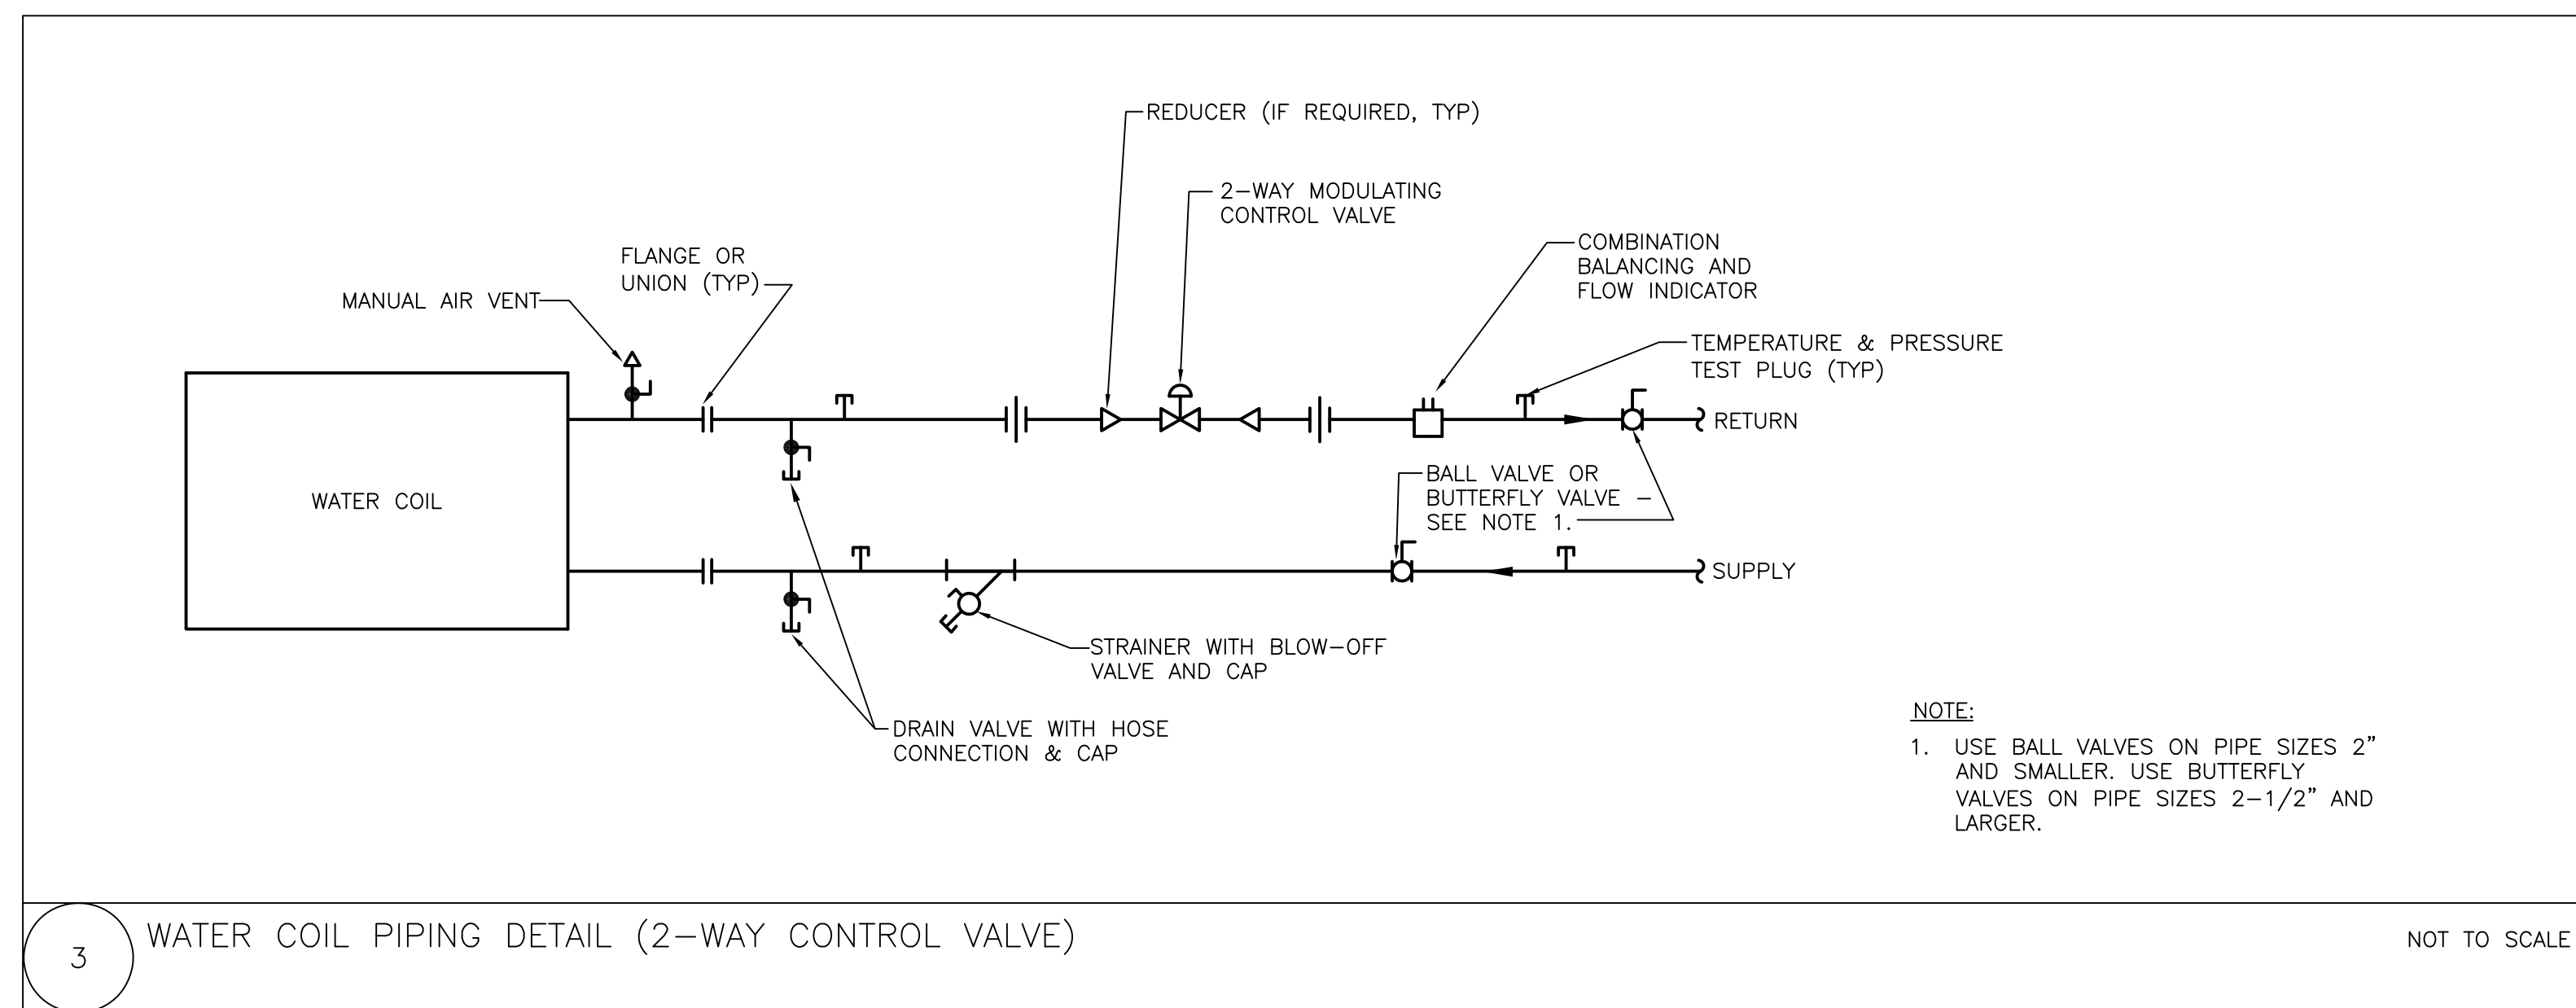 REDUCER (IF REQUIRED, TYP)
2-WAY MODULATING
CONTROL VALVE
COMBINATION
BALANCING AND
FLOW INDICATOR
FLANGE OR
UNION (TYP)
MANUAL AIR VENT
TEMPERATURE & PRESSURE
TEST PLUG (TYP)
RETURN
WATER COIL
BALL VALVE OR
BUTTERFLY VALVE -
SEE NOTE 1.
SUPPLY
STRAINER WITH BLOW-OFF
VALVE AND CAP
DRAIN VALVE WITH HOSE
CONNECTION & CAP
NOTE:
1. USE BALL VALVES ON PIPE SIZES 2"
AND SMALLER. USE BUTTERFLY
VALVES ON PIPE SIZES 2-1/2" AND
LARGER.
3 WATER COIL PIPING DETAIL (2-WAY CONTROL VALVE)
NOT TO SCALE